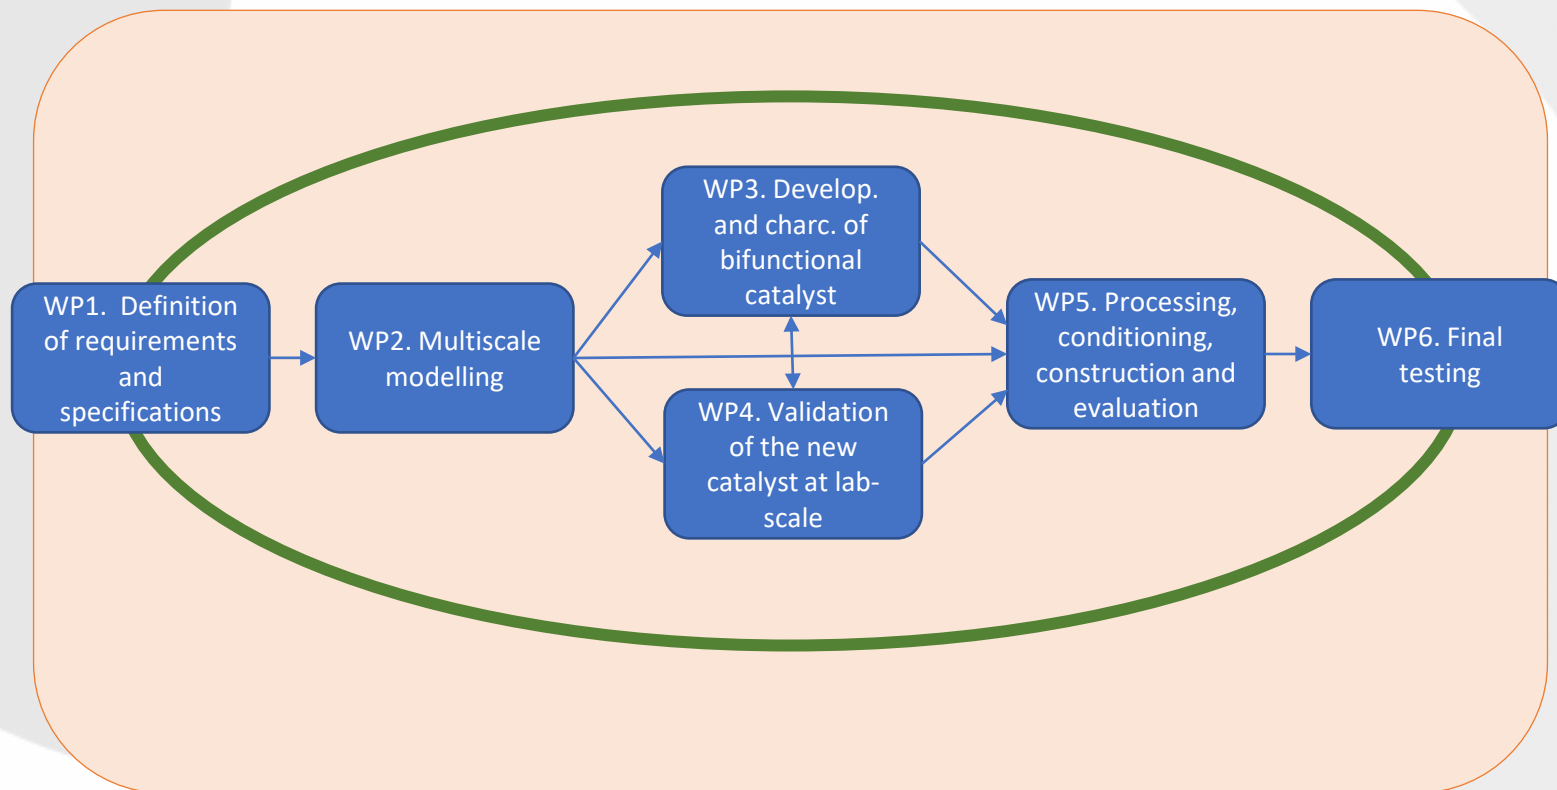 WP1. Definition
of requirements
and
specifications
WP2. Multiscale
modelling
WP3. Develop.
and charc. of
bifunctional
catalyst
WP4. Validation
of the new
catalyst at lab-
scale
WP5. Processing,
conditioning,
construction and
evaluation
WP6. Final
testing